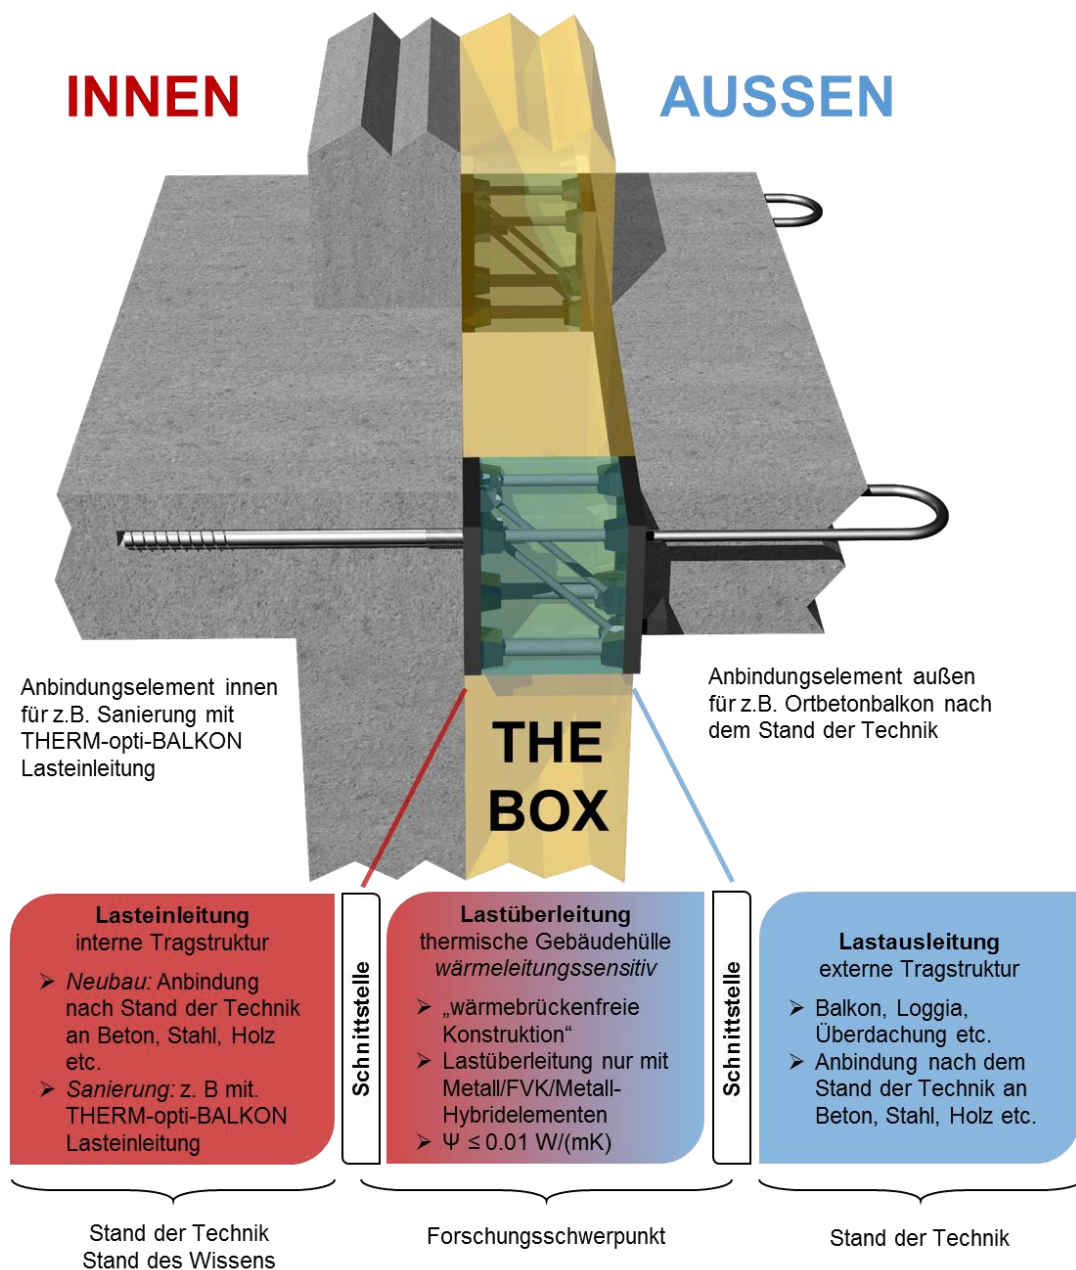 INNEN
AUSSEN
Anbindungselement innen
für z.B. Sanierung mit
THERM-opti-BALKON
Lasteinleitung
Anbindungselement außen
für z.B. Ortbetonbalkon nach
dem Stand der Technik
THE
BOX
Lasteinleitung
interne Tragstruktur
➢ Neubau: Anbindung
nach Stand der Technik
an Beton, Stahl, Holz
etc.
➢ Sanierung: z. B mit.
THERM-opti-BALKON
Lasteinleitung
Schnittstelle
Lastüberleitung
thermische Gebäudehülle
wärmeleitungssensitiv
➢ „wärmebrückenfreie
Konstruktion“
➢ Lastüberleitung nur mit
Metall/FVK/Metall-
Hybridelementen
➢ Ψ ≤ 0.01 W/(mK)
Schnittstelle
Lastausleitung
externe Tragstruktur
➢ Balkon, Loggia,
Überdachung etc.
➢ Anbindung nach dem
Stand der Technik an
Beton, Stahl, Holz etc.
Stand der Technik
Stand des Wissens
Forschungsschwerpunkt
Stand der Technik